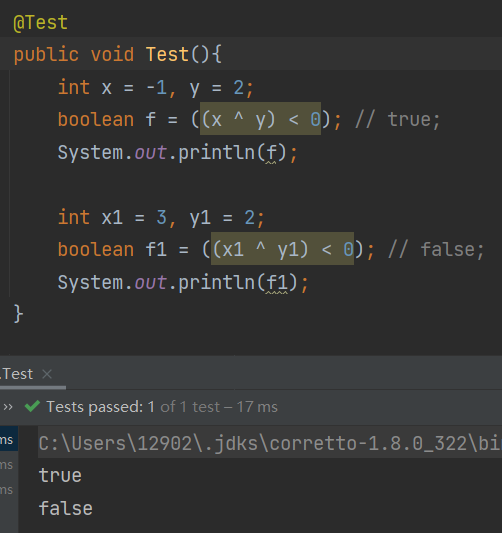 @Test
public void Test(){
int x = -1, y = 2;
boolean f = ((x ^ y) < 0); // true;
System.out.println(f);
int x1 = 3, y1 = 2;
boolean f1 = ((x1 ^ y1) < 0); // false;
System.out.println(f1);
}
.Test ×
>> ✔ Tests passed: 1 of 1 test – 17 ms
ms C:\Users\12902\.jdks\corretto-1.8.0_322\bi
ms true
ms false